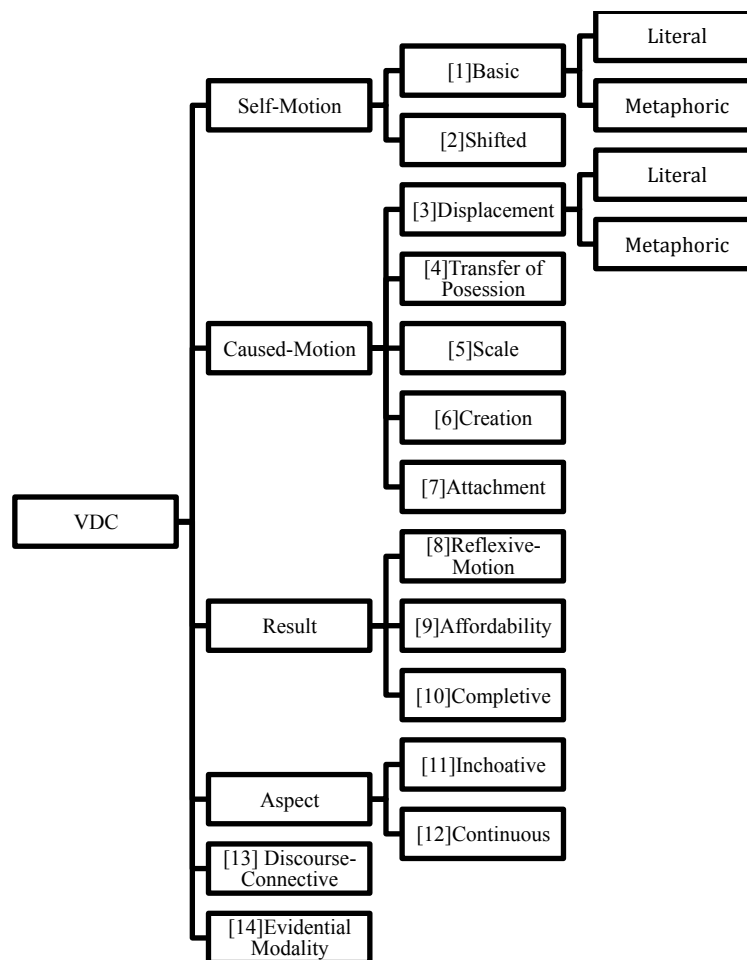 Literal
[1]Basic
Self-Motion
Metaphoric
[2]Shifted
Literal
[3]Displacement
Metaphoric
[4]Transfer of
Posession
Caused-Motion
[5]Scale
[6]Creation
[7]Attachment
VDC
[8]Reflexive-
Motion
Result
[9]Affordability
[10]Completive
[11]Inchoative
Aspect
[12]Continuous
[13] Discourse-
Connective
[14]Evidential
Modality